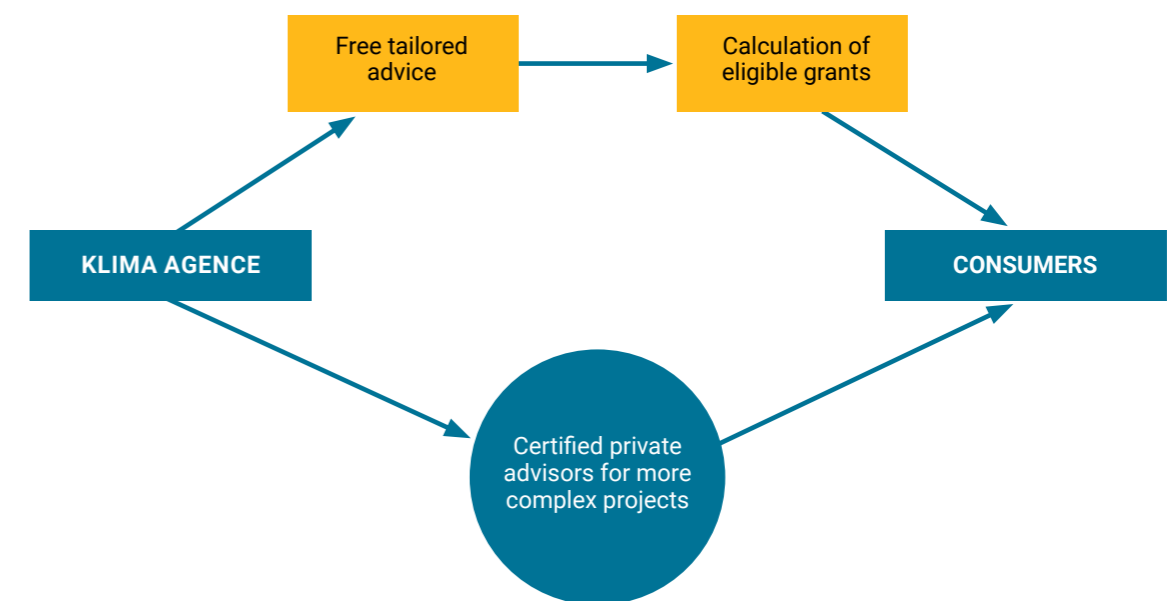 Free tailored
advice
Calculation of
eligible grants
KLIMA AGENCE
CONSUMERS
Certified private
advisors for more
complex projects